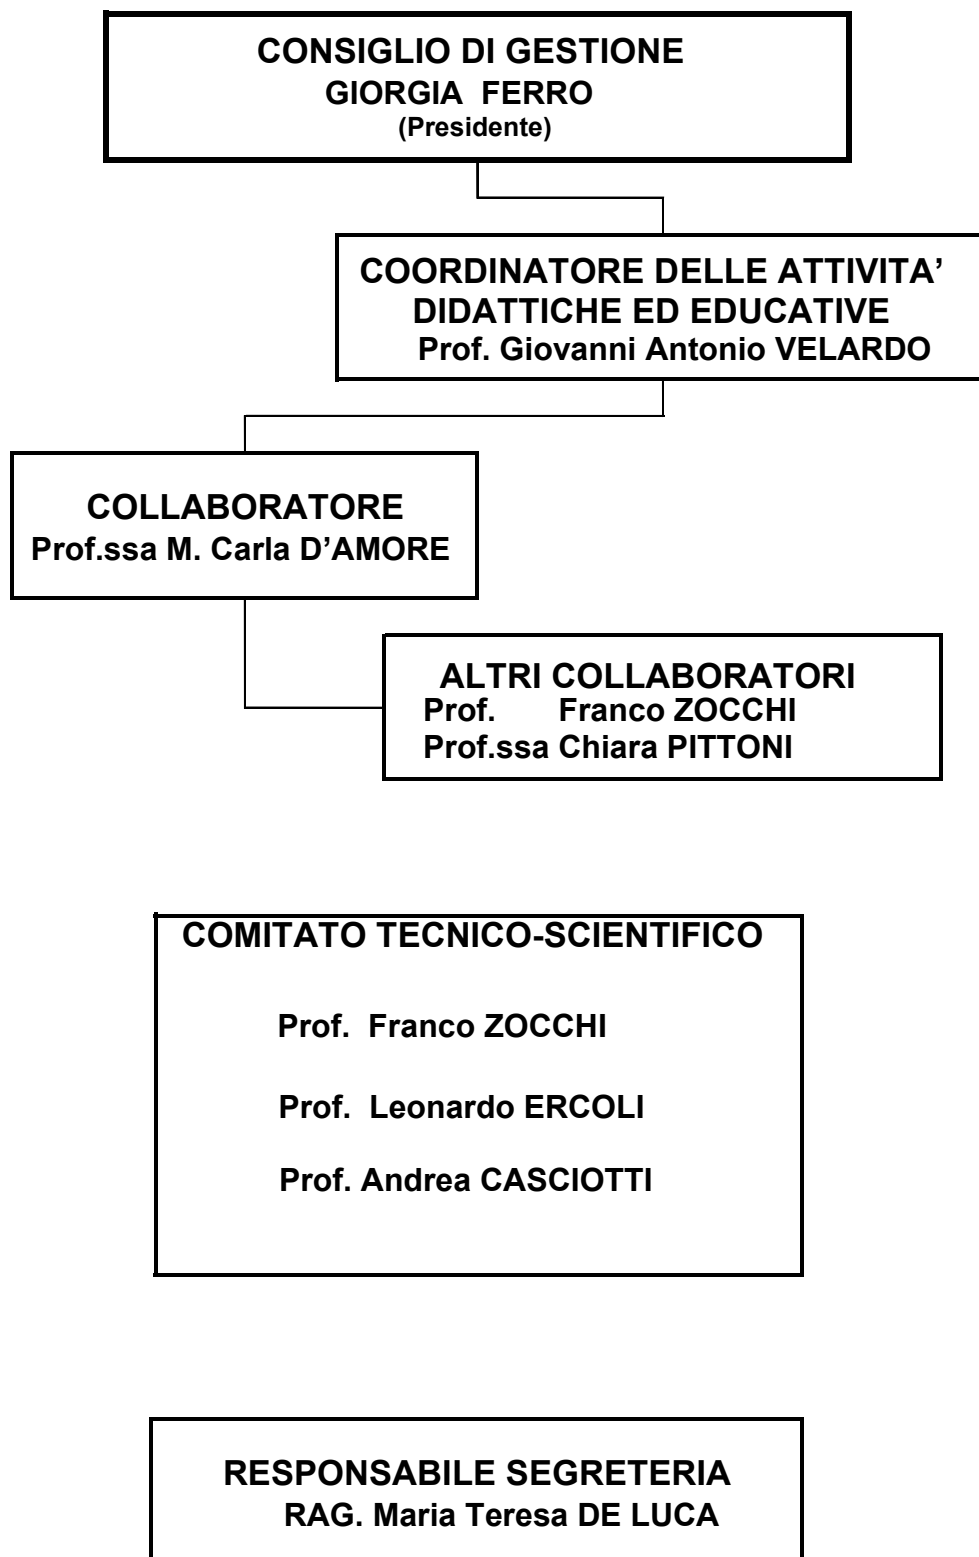 CONSIGLIO DI GESTIONE
GIORGIA FERRO
(Presidente)
COORDINATORE DELLE ATTIVITA’
DIDATTICHE ED EDUCATIVE
Prof. Giovanni Antonio VELARDO
COLLABORATORE
Prof.ssa M. Carla D’AMORE
ALTRI COLLABORATORI
Prof. Franco ZOCCHI
Prof.ssa Chiara PITTONI
COMITATO TECNICO-SCIENTIFICO
Prof. Franco ZOCCHI
Prof. Leonardo ERCOLI
Prof. Andrea CASCIOTTI
RESPONSABILE SEGRETERIA
RAG. Maria Teresa DE LUCA